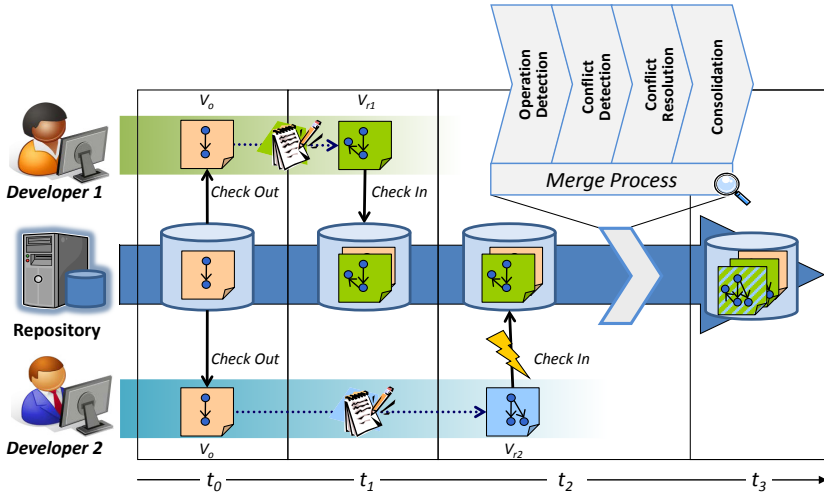 Operation
Detection
Conflict
Detection
Conflict
Resolution
Consolidation
Merge Process
Vo
Vr1
Developer 1
Check Out
Check In
Repository
Check Out
Check In
Developer 2
Vo
Vr2
t0
t1
t2
t3